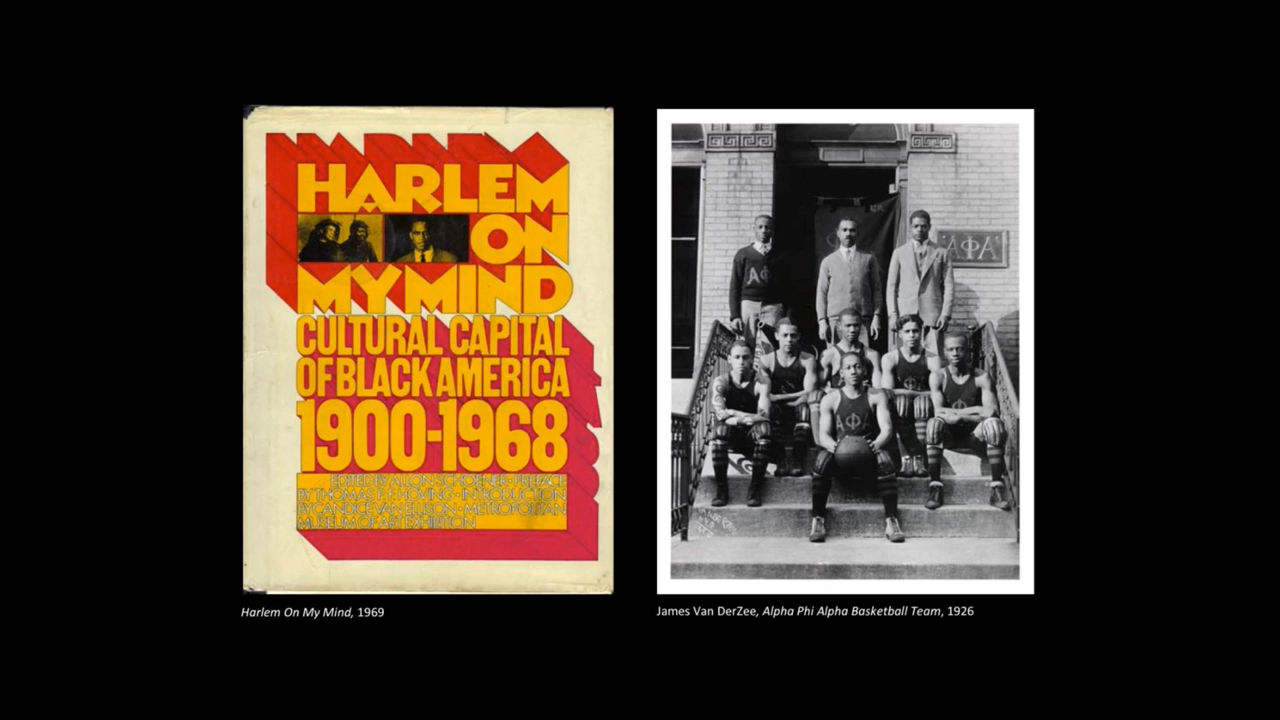 HARLEM
ON
MY MIND
CULTURAL CAPITAL
OF BLACK AMERICA
1900-1968
EDITED BY ALLON SCHOENER · PREFACE
BY THOMAS P. F. HOVING · INTRODUCTION
BY CANDICE VAN ELLISON · METROPOLITAN
MUSEUM OF ART EXHIBITION
Harlem On My Mind, 1969
ΑΦΑ
ΑΦ
ΑΦΑ
James Van DerZee, Alpha Phi Alpha Basketball Team, 1926